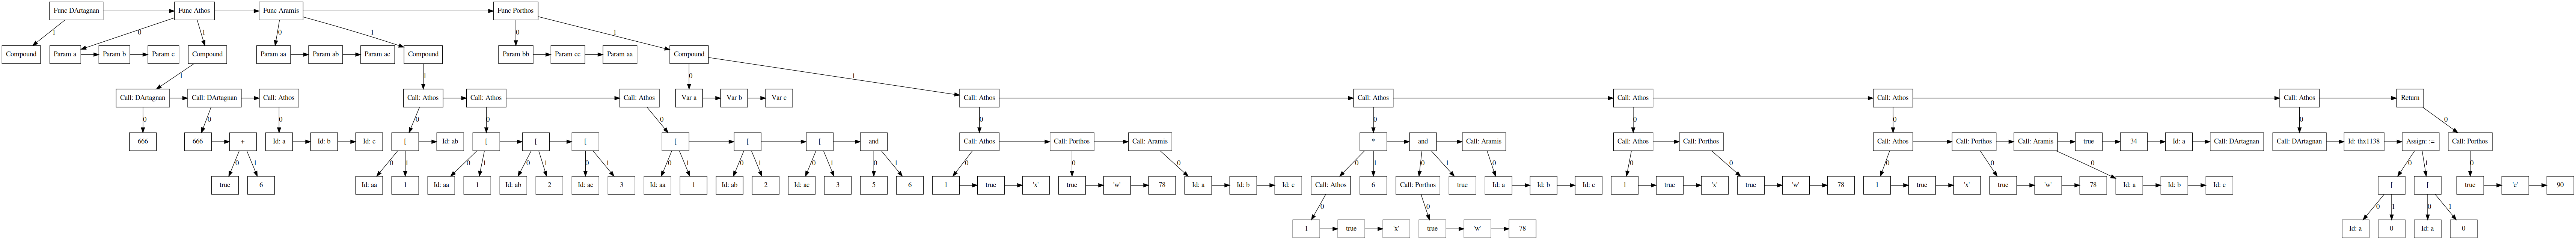 Func DArtagnan Func Athos Func Aramis Func Porthos
1 0 1 0 1 0 1
Compound Param a Param b Param c Compound Param aa Param ab Param ac Compound Param bb Param cc Param aa Compound
1 1 0 1
Call: DArtagnan Call: DArtagnan Call: Athos Call: Athos Call: Athos Call: Athos Var a Var b Var c Call: Athos Call: Athos Call: Athos Call: Athos Call: Athos Return
0 0 0 0 0 0 0 0 0 0 0 0
666 666 + Id: a Id: b Id: c [ Id: ab [ [ [ [ [ [ and Call: Athos Call: Porthos Call: Aramis * and Call: Aramis Call: Athos Call: Porthos Call: Athos Call: Porthos Call: Aramis true 34 Id: a Call: DArtagnan Call: DArtagnan Id: thx1138 Assign: := Call: Porthos
0 1 0 1 0 1 0 1 0 1 0 1 0 1 0 1 0 1 0 0 0 0 1 0 1 0 0 0 0 0 0 0 1 0
true 6 Id: aa 1 Id: aa 1 Id: ab 2 Id: ac 3 Id: aa 1 Id: ab 2 Id: ac 3 5 6 1 true 'x' true 'w' 78 Id: a Id: b Id: c Call: Athos 6 Call: Porthos true Id: a Id: b Id: c 1 true 'x' true 'w' 78 1 true 'x' true 'w' 78 Id: a Id: b Id: c [ [ true 'e' 90
0 0 0 1 0 1
1 true 'x' true 'w' 78 Id: a 0 Id: a 0